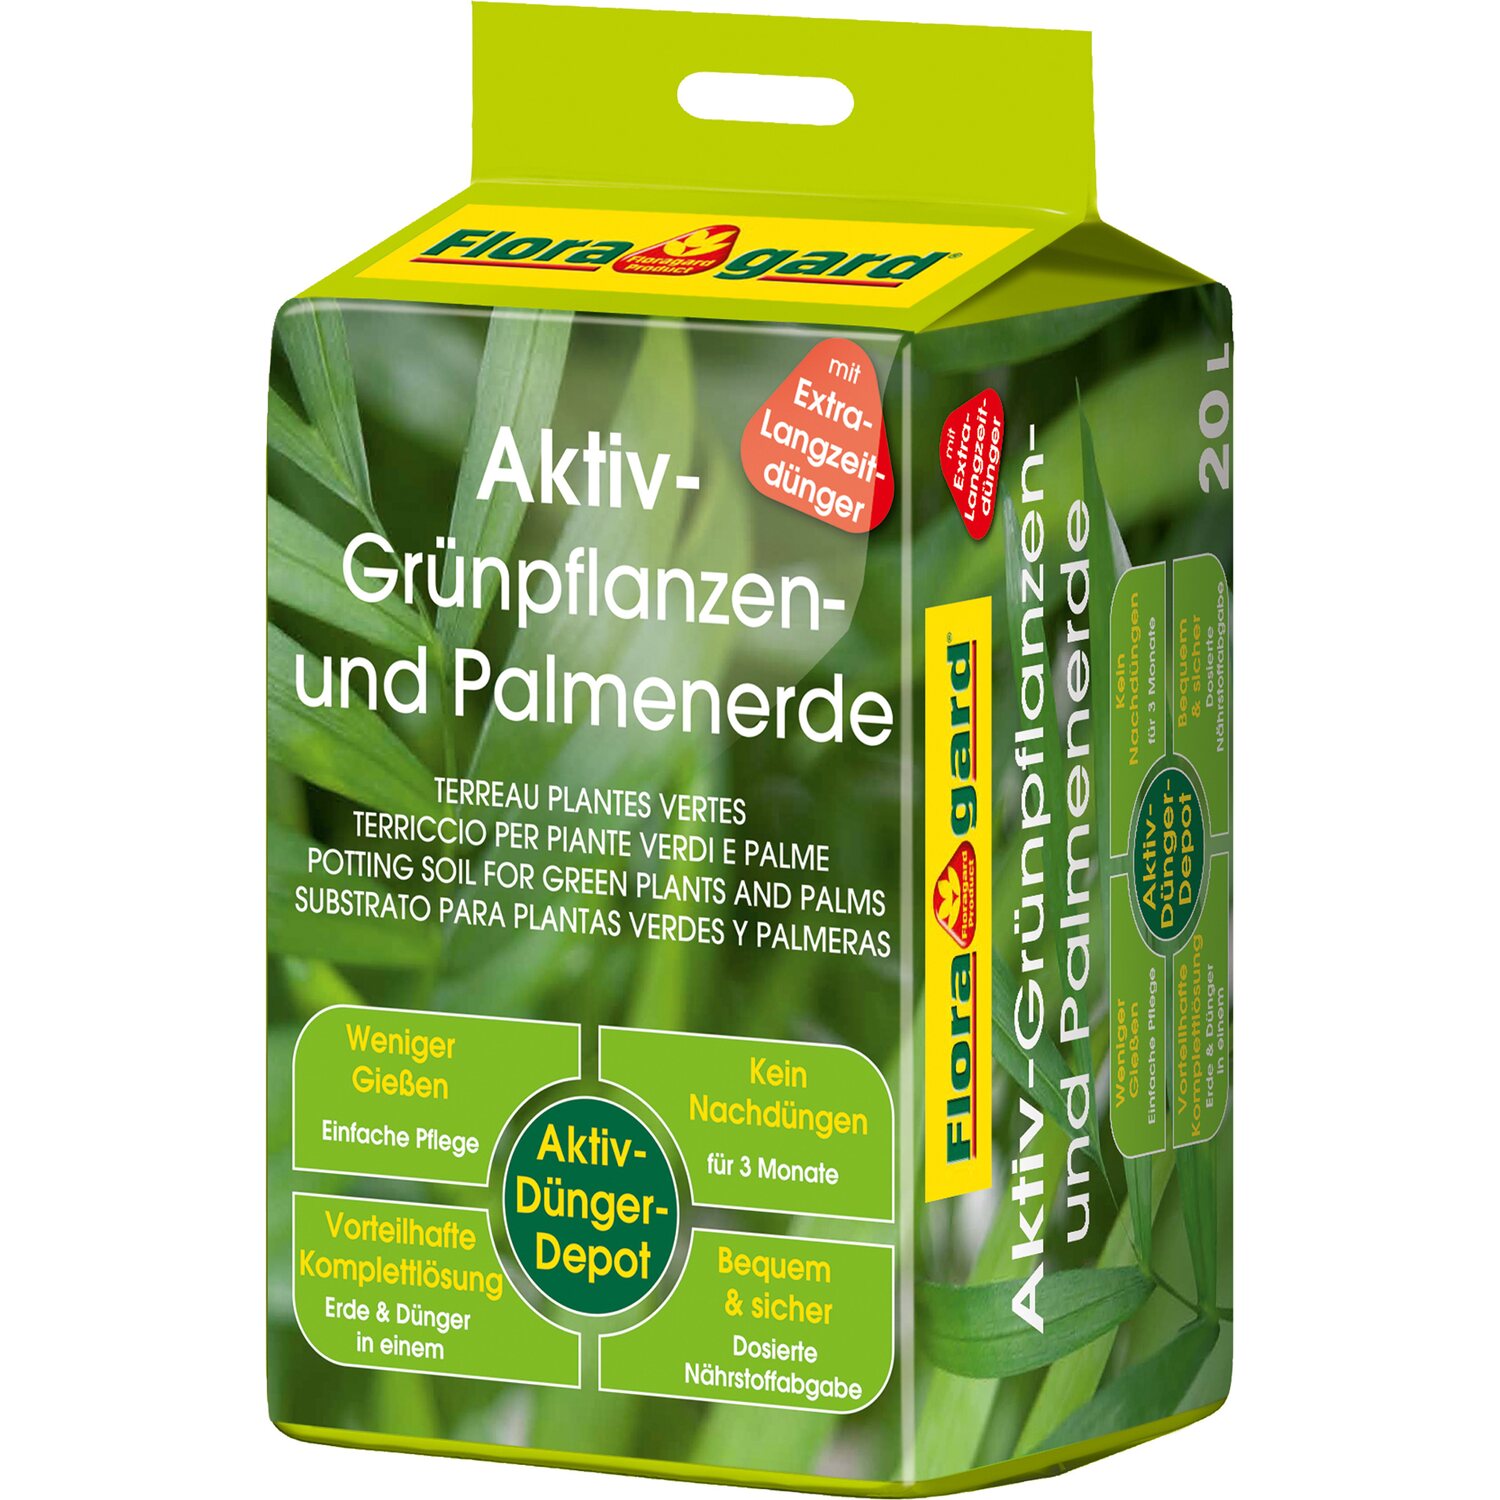 Floragard®
Floragard
Product
mit
Extra-
Langzeit-
dünger
Aktiv-
Grünpflanzen-
und Palmenerde
TERREAU PLANTES VERTES
TERRICCIO PER PIANTE VERDI E PALME
POTTING SOIL FOR GREEN PLANTS AND PALMS
SUBSTRATO PARA PLANTAS VERDES Y PALMERAS
Weniger
Gießen
Einfache Pflege
Kein
Nachdüngen
für 3 Monate
Aktiv-
Dünger-
Depot
Vorteilhafte
Komplettlösung
Erde & Dünger
in einem
Bequem
& sicher
Dosierte
Nährstoffabgabe
mit
Extra-
Langzeit-
dünger
Floragard®
Floragard
Product
Aktiv-Grünpflanzen-
und Palmenerde
20 L
Weniger
Gießen
Einfache Pflege
Kein
Nachdüngen
für 3 Monate
Aktiv-
Dünger-
Depot
Vorteilhafte
Komplettlösung
Erde & Dünger
in einem
Bequem
& sicher
Dosierte
Nährstoffabgabe